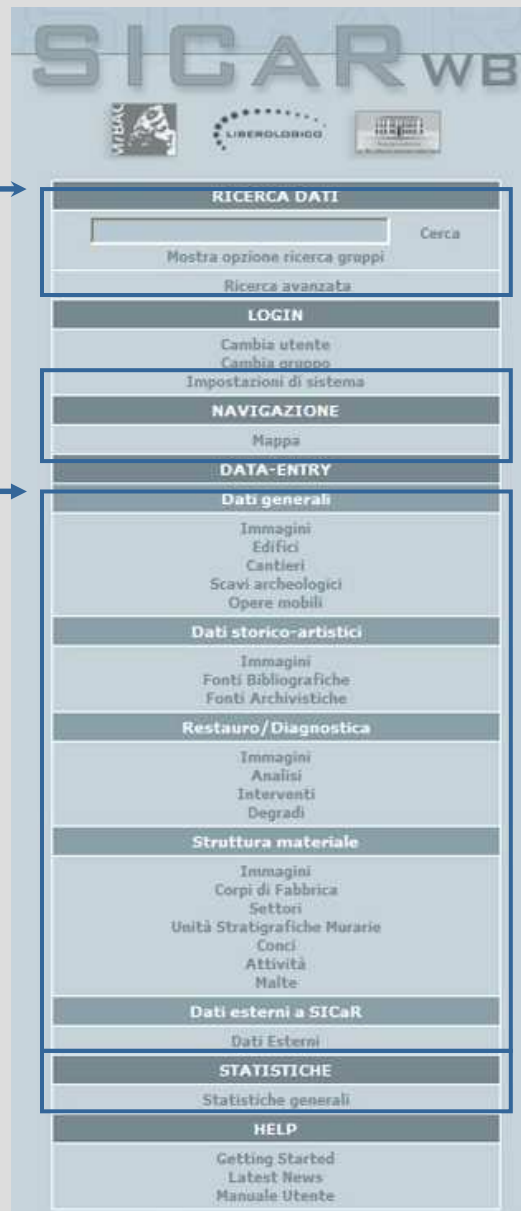 SICAR WB
MiBAC
LIBEROLOGICO
RICERCA DATI
Cerca
Mostra opzione ricerca gruppi
Ricerca avanzata
LOGIN
Cambia utente
Cambia gruppo
Impostazioni di sistema
NAVIGAZIONE
Mappa
DATA-ENTRY
Dati generali
Immagini
Edifici
Cantieri
Scavi archeologici
Opere mobili
Dati storico-artistici
Immagini
Fonti Bibliografiche
Fonti Archivistiche
Restauro/Diagnostica
Immagini
Analisi
Interventi
Degradi
Struttura materiale
Immagini
Corpi di Fabbrica
Settori
Unità Stratigrafiche Murarie
Conci
Attività
Malte
Dati esterni a SICaR
Dati Esterni
STATISTICHE
Statistiche generali
HELP
Getting Started
Latest News
Manuale Utente